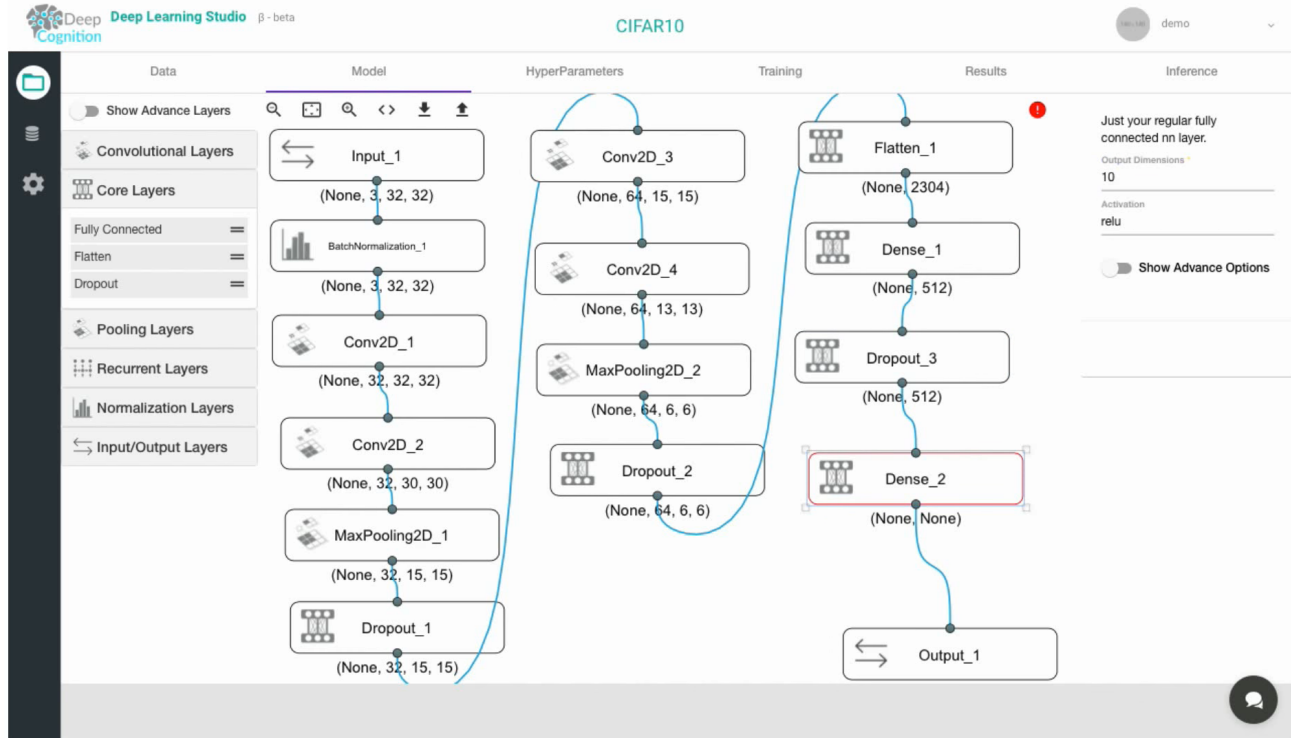 Deep Cognition
Deep Learning Studio β - beta
CIFAR10
demo
Data Model HyperParameters Training Results Inference
Show Advance Layers
Convolutional Layers
Core Layers
Fully Connected
Flatten
Dropout
Pooling Layers
Recurrent Layers
Normalization Layers
Input/Output Layers
Input_1
(None, 3, 32, 32)
BatchNormalization_1
(None, 3, 32, 32)
Conv2D_1
(None, 32, 32, 32)
Conv2D_2
(None, 32, 30, 30)
MaxPooling2D_1
(None, 32, 15, 15)
Dropout_1
(None, 32, 15, 15)
Conv2D_3
(None, 64, 15, 15)
Conv2D_4
(None, 64, 13, 13)
MaxPooling2D_2
(None, 64, 6, 6)
Dropout_2
(None, 64, 6, 6)
Flatten_1
(None, 2304)
Dense_1
(None, 512)
Dropout_3
(None, 512)
Dense_2
(None, None)
Output_1
Just your regular fully
connected nn layer.
Output Dimensions *
10
Activation
relu
Show Advance Options